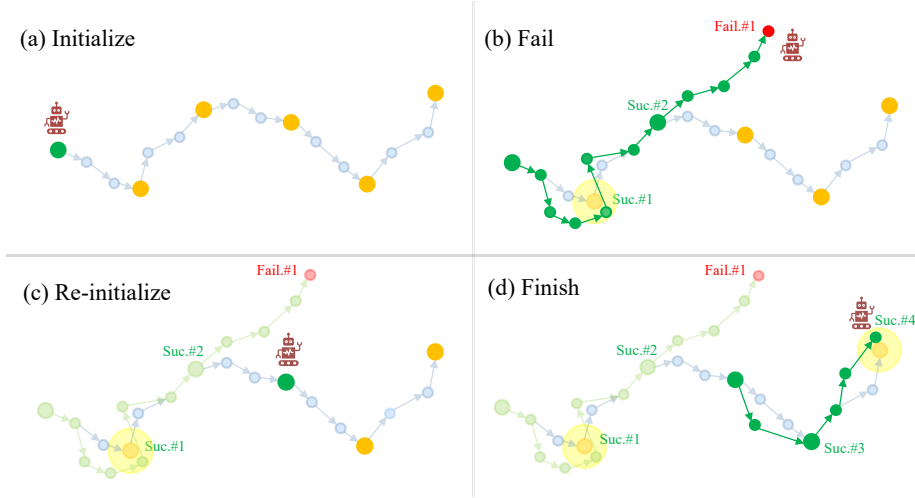 (a) Initialize
(b) Fail
Fail.#1
Suc.#2
Suc.#1
(c) Re-initialize
Fail.#1
Suc.#2
Suc.#1
(d) Finish
Fail.#1
Suc.#4
Suc.#2
Suc.#1
Suc.#3